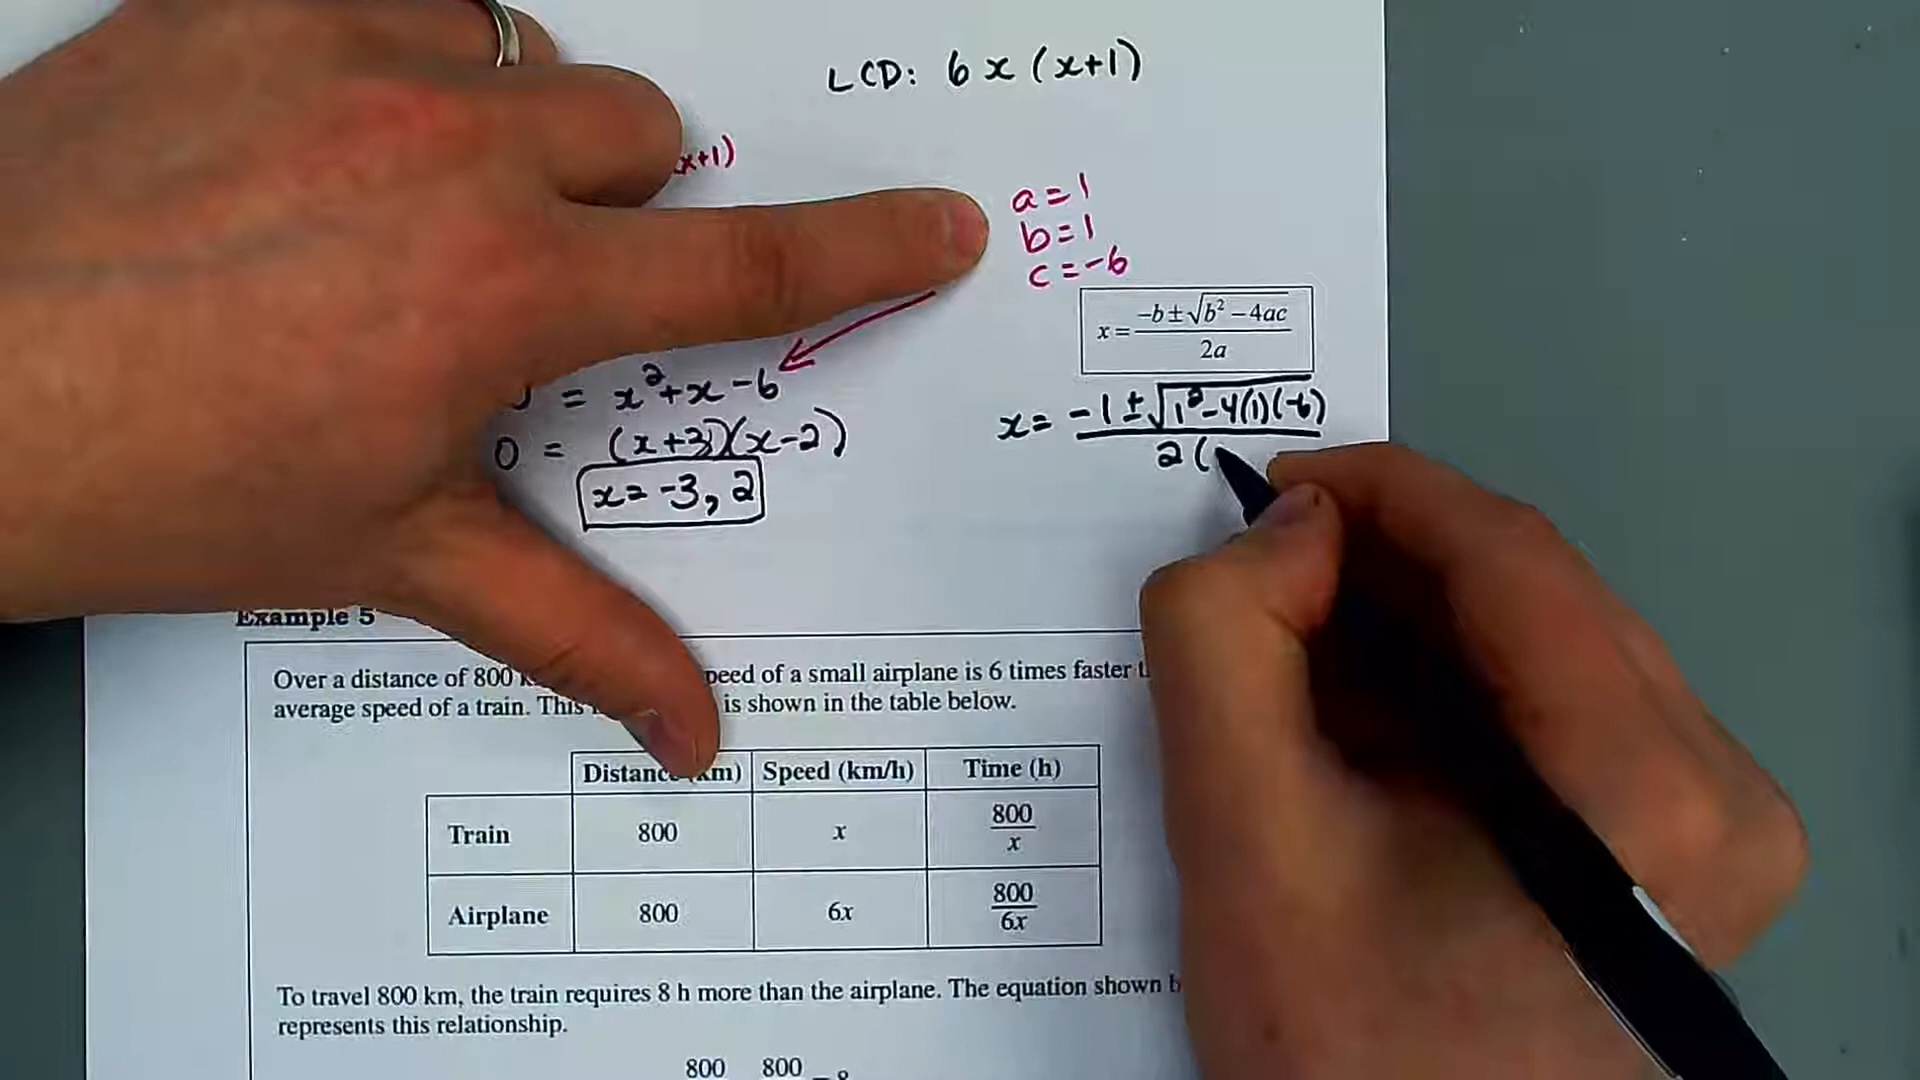 LCD: 6x(x+1)
x+1)
a=1
b=1
c=-6
x = -b ± √b² - 4ac / 2a
= x²+x-6
0 = (x+3)(x-2)
x= -3, 2
x= -1 ± √1²-4(1)(-6) / 2(
Example 5
Over a distance of 800 peed of a small airplane is 6 times faster
average speed of a train. This is shown in the table below.
Distance (km) Speed (km/h) Time (h)
Train 800 x 800/x
Airplane 800 6x 800/6x
To travel 800 km, the train requires 8 h more than the airplane. The equation shown b
represents this relationship.
800 800